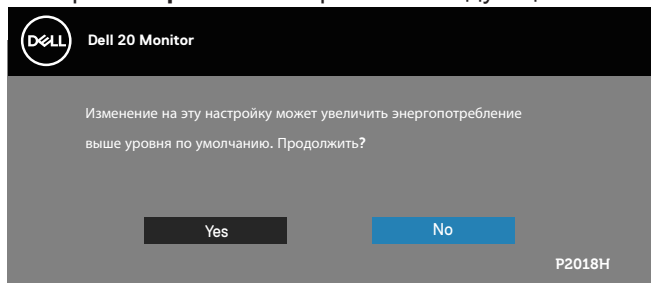 DELL
Dell 20 Monitor
Изменение на эту настройку может увеличить энергопотребление
выше уровня по умолчанию. Продолжить?
Yes No
P2018H